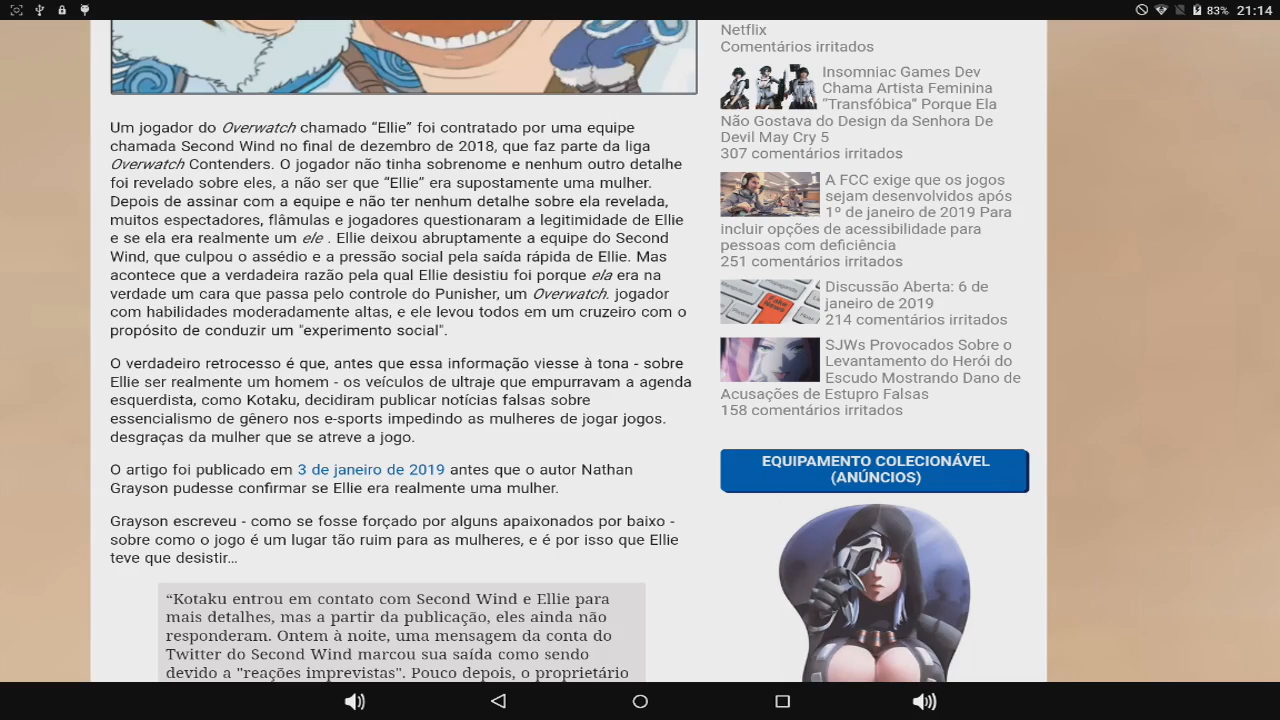 83% 21:14
Um jogador do Overwatch chamado “Ellie” foi contratado por uma equipe
chamada Second Wind no final de dezembro de 2018, que faz parte da liga
Overwatch Contenders. O jogador não tinha sobrenome e nenhum outro detalhe
foi revelado sobre eles, a não ser que “Ellie” era supostamente uma mulher.
Depois de assinar com a equipe e não ter nenhum detalhe sobre ela revelada,
muitos espectadores, flâmulas e jogadores questionaram a legitimidade de Ellie
e se ela era realmente um ele . Ellie deixou abruptamente a equipe do Second
Wind, que culpou o assédio e a pressão social pela saída rápida de Ellie. Mas
acontece que a verdadeira razão pela qual Ellie desistiu foi porque ela era na
verdade um cara que passa pelo controle do Punisher, um Overwatch. jogador
com habilidades moderadamente altas, e ele levou todos em um cruzeiro com o
propósito de conduzir um "experimento social".
O verdadeiro retrocesso é que, antes que essa informação viesse à tona - sobre
Ellie ser realmente um homem - os veículos de ultraje que empurravam a agenda
esquerdista, como Kotaku, decidiram publicar notícias falsas sobre
essencialismo de gênero nos e-sports impedindo as mulheres de jogar jogos.
desgraças da mulher que se atreve a jogo.
O artigo foi publicado em 3 de janeiro de 2019 antes que o autor Nathan
Grayson pudesse confirmar se Ellie era realmente uma mulher.
Grayson escreveu - como se fosse forçado por alguns apaixonados por baixo -
sobre como o jogo é um lugar tão ruim para as mulheres, e é por isso que Ellie
teve que desistir…
“Kotaku entrou em contato com Second Wind e Ellie para
mais detalhes, mas a partir da publicação, eles ainda não
responderam. Ontem à noite, uma mensagem da conta do
Twitter do Second Wind marcou sua saída como sendo
devido a "reações imprevistas". Pouco depois, o proprietário
Netflix
Comentários irritados
Insomniac Games Dev
Chama Artista Feminina
"Transfóbica" Porque Ela
Não Gostava do Design da Senhora De
Devil May Cry 5
307 comentários irritados
A FCC exige que os jogos
sejam desenvolvidos após
1º de janeiro de 2019 Para
incluir opções de acessibilidade para
pessoas com deficiência
251 comentários irritados
Discussão Aberta: 6 de
janeiro de 2019
214 comentários irritados
SJWs Provocados Sobre o
Levantamento do Herói do
Escudo Mostrando Dano de
Acusações de Estupro Falsas
158 comentários irritados
EQUIPAMENTO COLECIONÁVEL
(ANÚNCIOS)